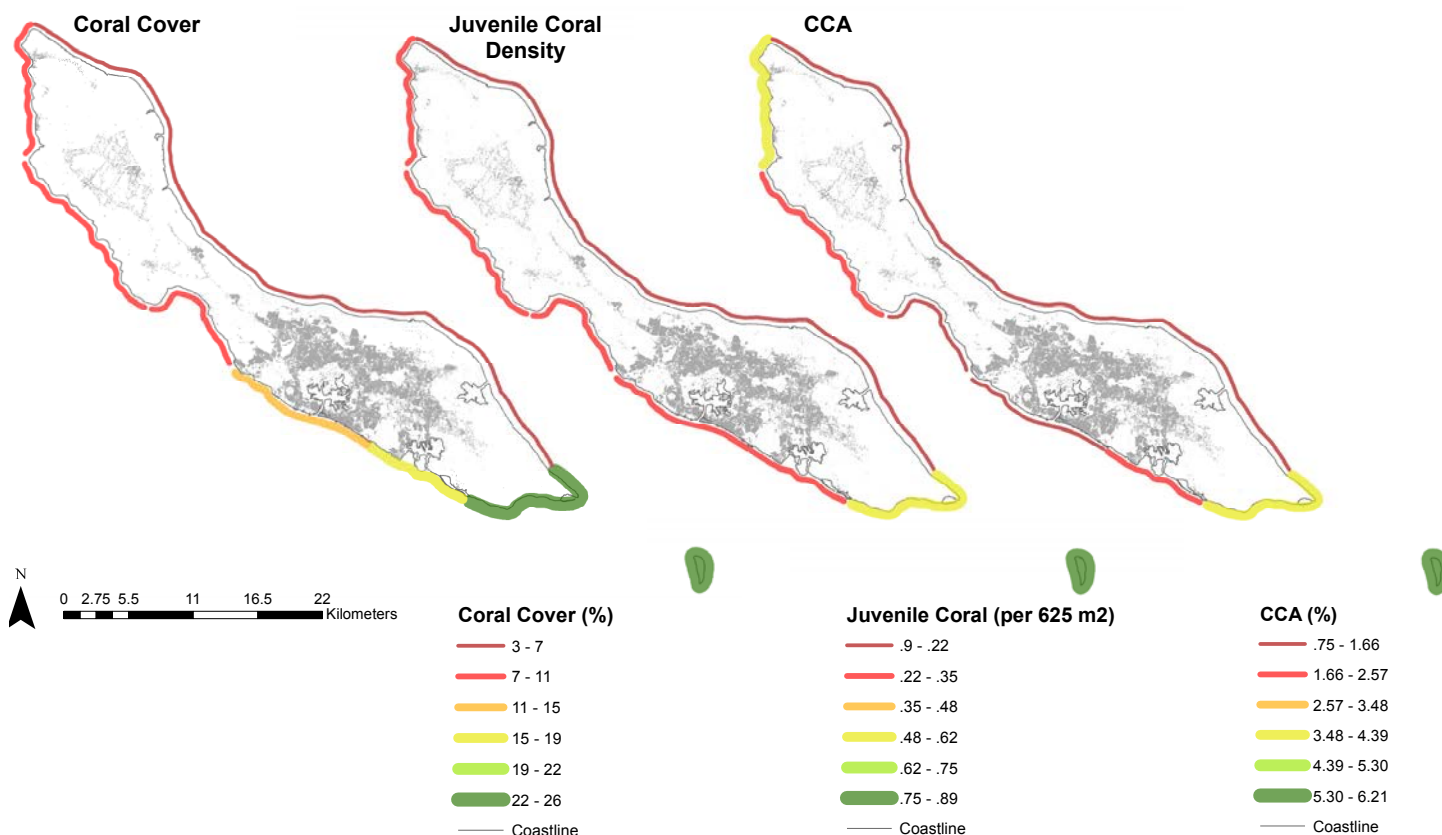 Coral Cover
Juvenile Coral
Density
CCA
N
0 2.75 5.5 11 16.5 22
Kilometers
Coral Cover (%)
3 - 7
7 - 11
11 - 15
15 - 19
19 - 22
22 - 26
Coastline
Juvenile Coral (per 625 m2)
.9 - .22
.22 - .35
.35 - .48
.48 - .62
.62 - .75
.75 - .89
Coastline
CCA (%)
.75 - 1.66
1.66 - 2.57
2.57 - 3.48
3.48 - 4.39
4.39 - 5.30
5.30 - 6.21
Coastline